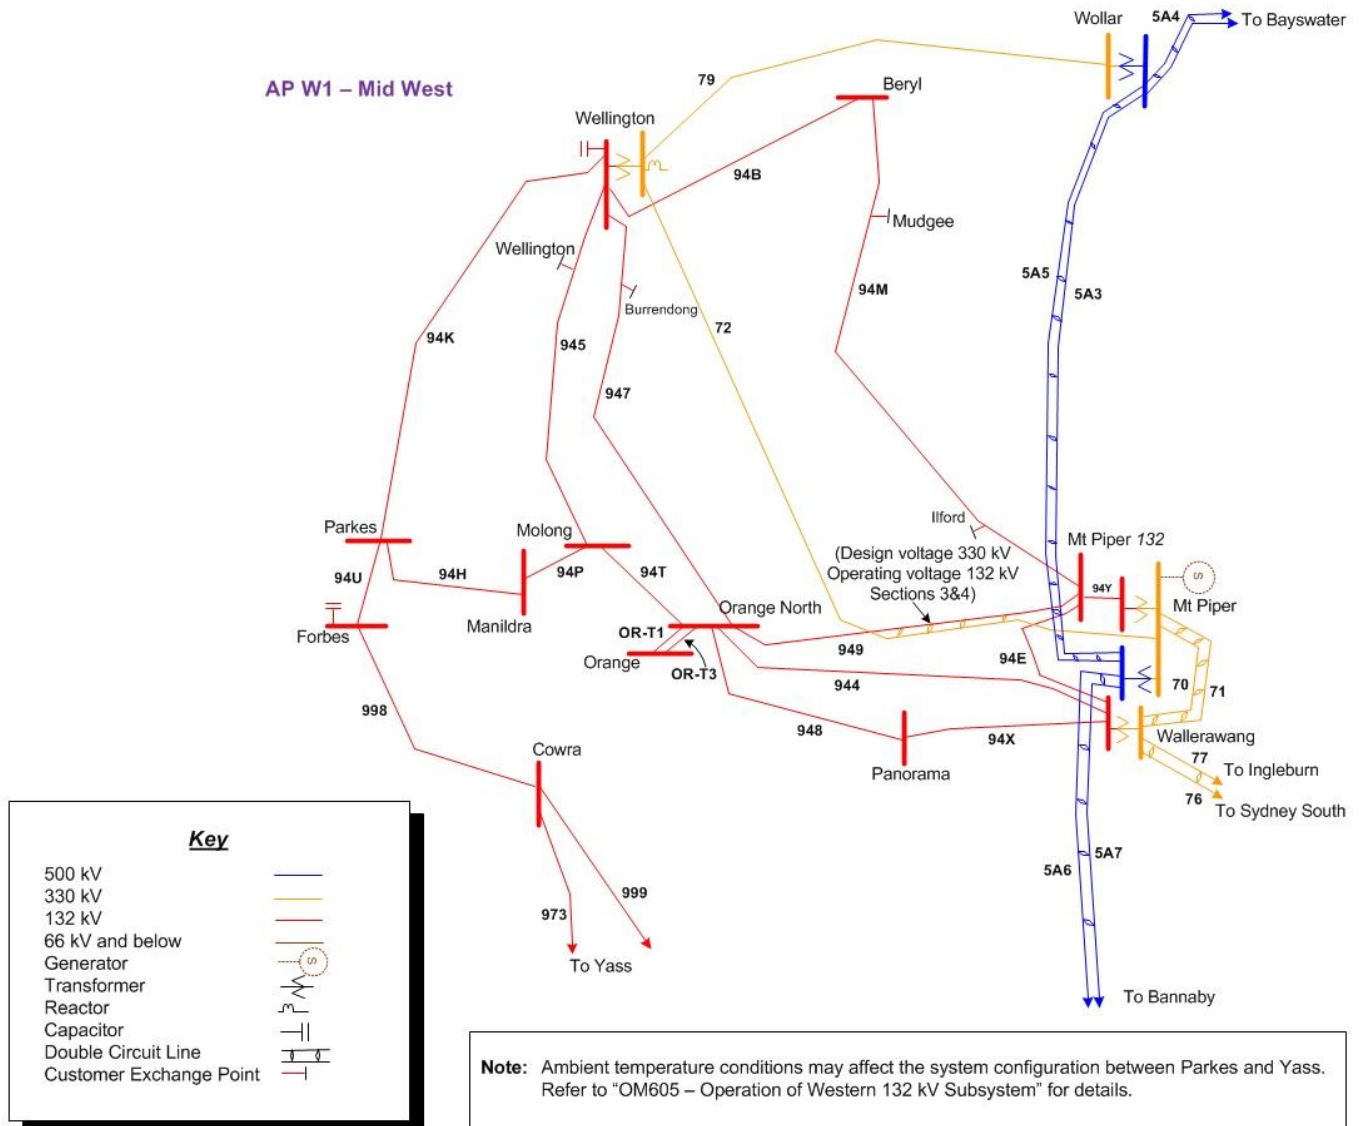 Wollar
5A4
To Bayswater
AP W1 – Mid West
79
Beryl
Wellington
94B
Mudgee
Wellington
5A5
5A3
94M
Burrendong
72
94K
945
947
Ilford
Parkes
Molong
Mt Piper 132
(Design voltage 330 kV
Operating voltage 132 kV
Sections 3&4)
94U
94H
94P
94T
94Y
S
Mt Piper
Orange North
Forbes
Manildra
OR-T1
Orange
OR-T3
949
94E
944
70
71
998
948
94X
Wallerawang
Cowra
Panorama
77
To Ingleburn
76
To Sydney South
5A6
5A7
973
999
To Yass
To Bannaby
Key
500 kV
330 kV
132 kV
66 kV and below
Generator
S
Transformer
Reactor
Capacitor
Double Circuit Line
Customer Exchange Point
Note: Ambient temperature conditions may affect the system configuration between Parkes and Yass.
Refer to “OM605 – Operation of Western 132 kV Subsystem” for details.